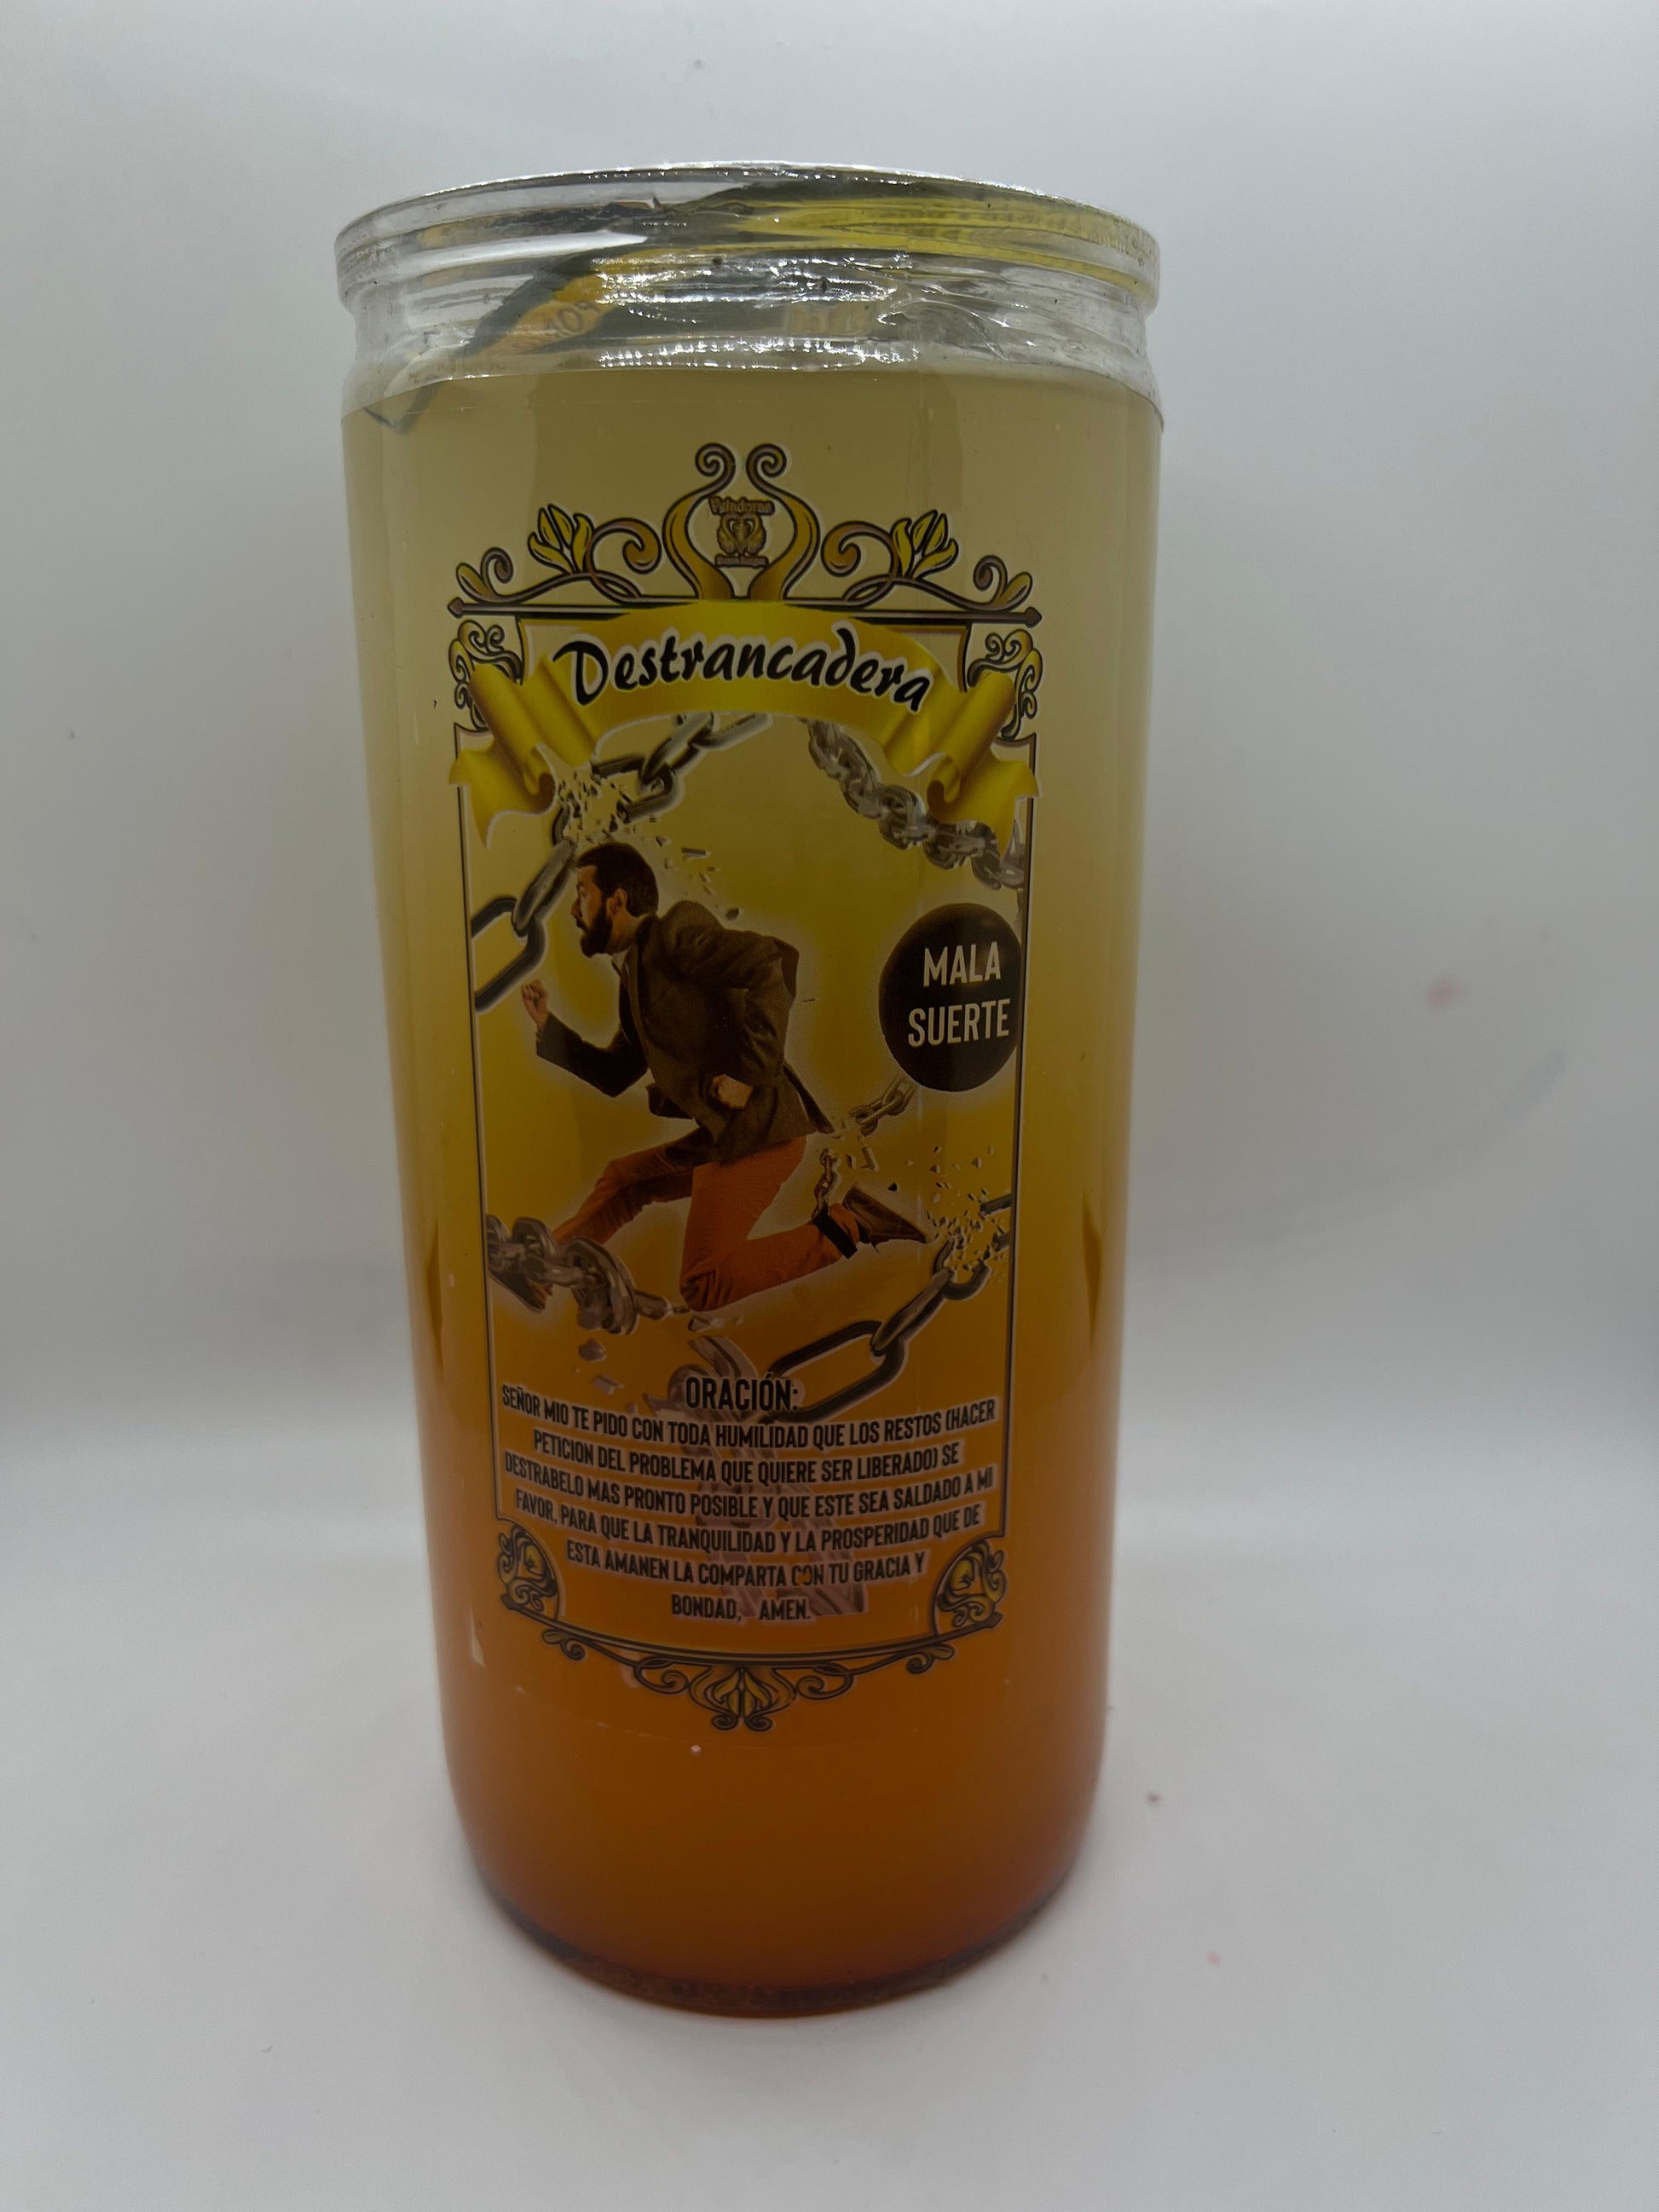 Veladoras
Destrancadera
MALA
SUERTE
ORACIÓN:
SEÑOR MIO TE PIDO CON TODA HUMILIDAD QUE LOS RESTOS (HACER
PETICION DEL PROBLEMA QUE QUIERE SER LIBERADO) SE
DESTRABELO MAS PRONTO POSIBLE Y QUE ESTE SEA SALDADO A MI
FAVOR, PARA QUE LA TRANQUILIDAD Y LA PROSPERIDAD QUE DE
ESTA AMANEN LA COMPARTA CON TU GRACIA Y
BONDAD, AMEN.